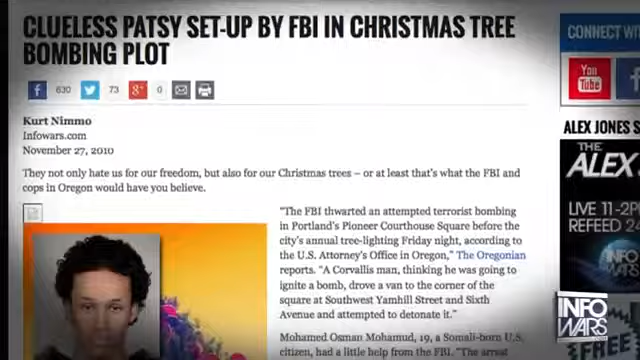 CLUELESS PATSY SET-UP BY FBI IN CHRISTMAS TREE
BOMBING PLOT
CONNECT WIT
f 630 73 g+ 0
You
Tube
f
Kurt Nimmo
Infowars.com
November 27, 2010
ALEX JONES S
THE
ALEX
They not only hate us for our freedom, but also for our Christmas trees – or at least that's what the FBI and
cops in Oregon would have you believe.
LIVE 11-2P
REFEED 24
"The FBI thwarted an attempted terrorist bombing
in Portland's Pioneer Courthouse Square before the
city's annual tree-lighting Friday night, according to
the U.S. Attorney's Office in Oregon," The Oregonian
reports. "A Corvallis man, thinking he was going to
ignite a bomb, drove a van to the corner of the
square at Southwest Yamhill Street and Sixth
Avenue and attempted to detonate it."
Mohamed Osman Mohamud, 19, a Somali-born U.S.
citizen, had a little help from the FBI. "The arrest
INFO
WARS
.COM